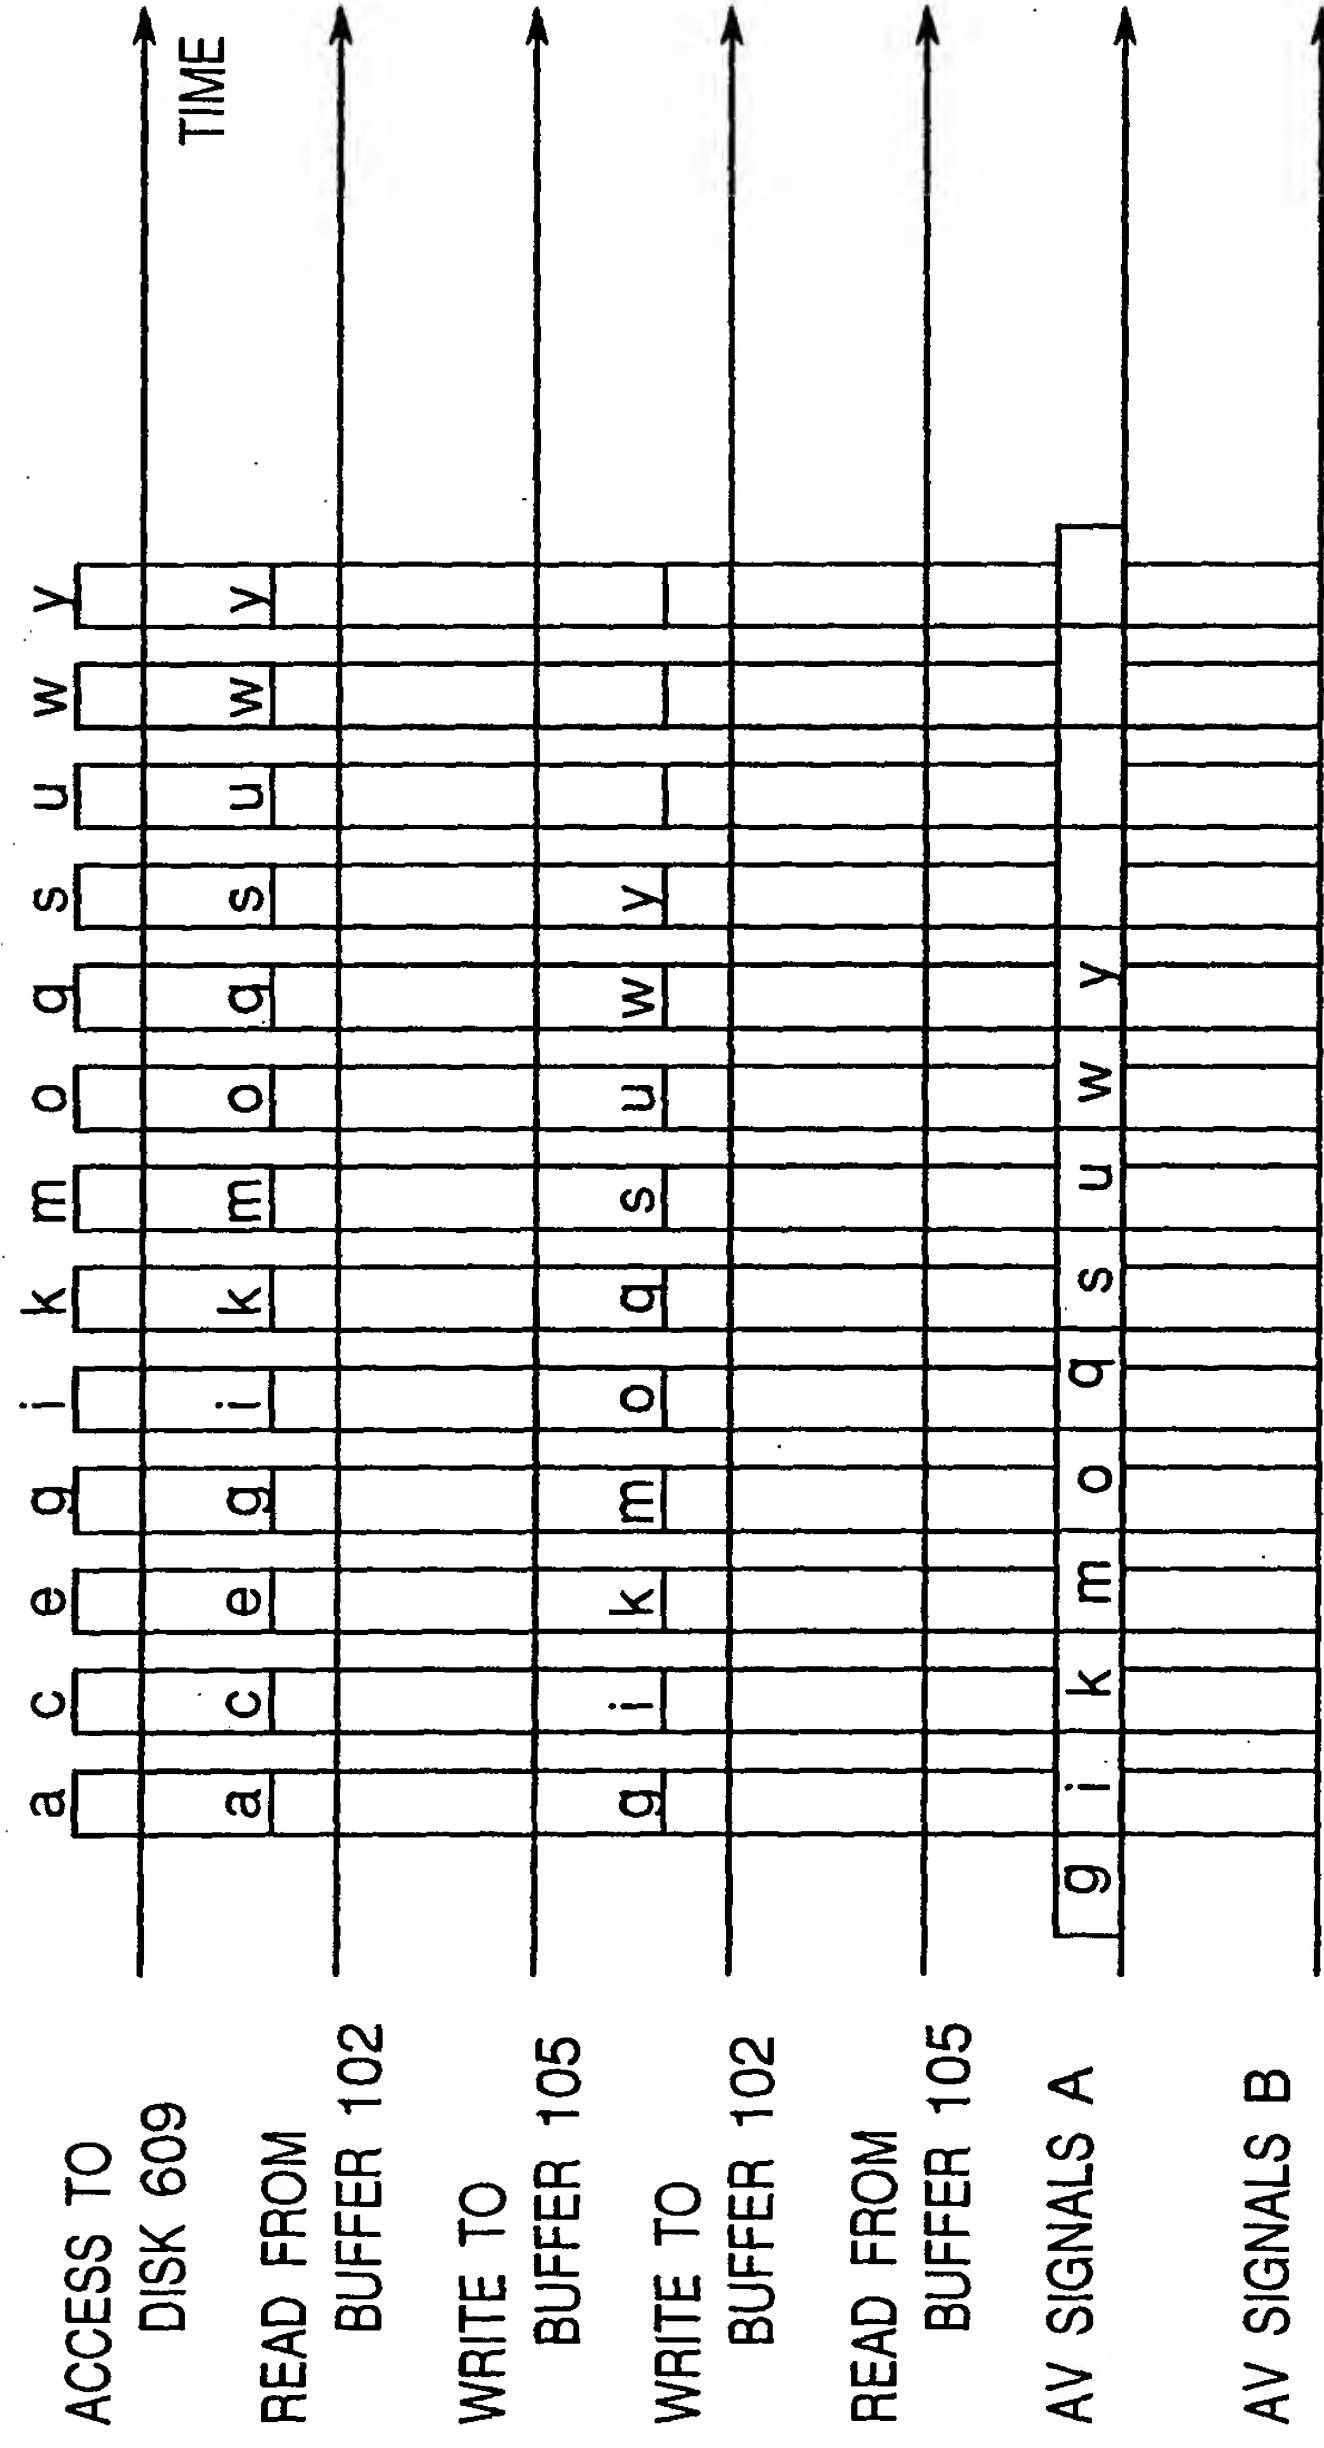 ACCESS TO
DISK 609
a c e g i k m o q s u w y
TIME
READ FROM
BUFFER 102
a c e g i k m o q s u w y
WRITE TO
BUFFER 105
WRITE TO
BUFFER 102
g i k m o q s u w y
READ FROM
BUFFER 105
AV SIGNALS A
g i k m o q s u w y
AV SIGNALS B